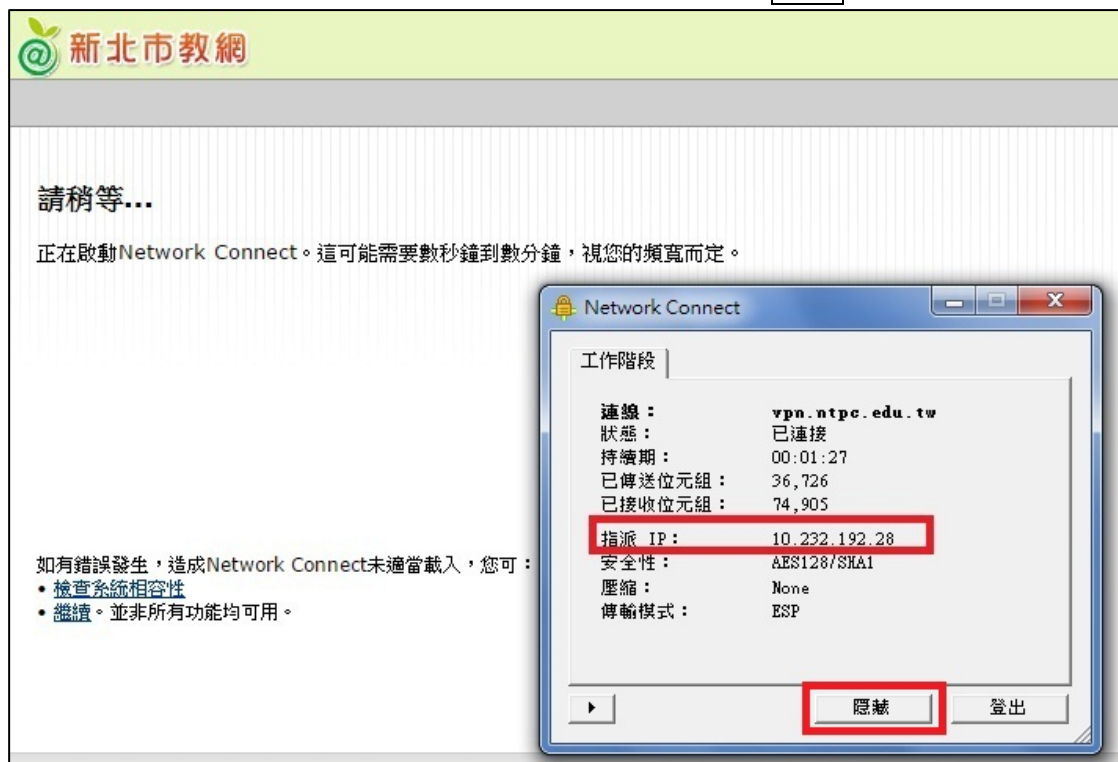 新北市教網
請稍等...
正在啟動Network Connect。這可能需要數秒鐘到數分鐘，視您的頻寬而定。
Network Connect
工作階段
連線： vpn.ntpc.edu.tw
狀態： 已連接
持續期： 00:01:27
已傳送位元組： 36,726
已接收位元組： 74,905
指派 IP： 10.232.192.28
安全性： AES128/SHA1
壓縮： None
傳輸模式： ESP
隱藏 登出
如有錯誤發生，造成Network Connect未適當載入，您可：
• 檢查系統相容性
• 繼續。並非所有功能均可用。